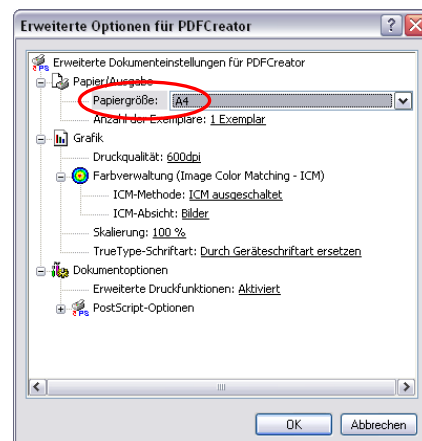 Erweiterte Optionen für PDFCreator
Erweiterte Dokumenteinstellungen für PDFCreator
Papier/Ausgabe
Papiergröße: A4
Anzahl der Exemplare: 1 Exemplar
Grafik
Druckqualität: 600dpi
Farbverwaltung (Image Color Matching - ICM)
ICM-Methode: ICM ausgeschaltet
ICM-Absicht: Bilder
Skalierung: 100 %
TrueType-Schriftart: Durch Geräteschriftart ersetzen
Dokumentoptionen
Erweiterte Druckfunktionen: Aktiviert
PostScript-Optionen
OK Abbrechen